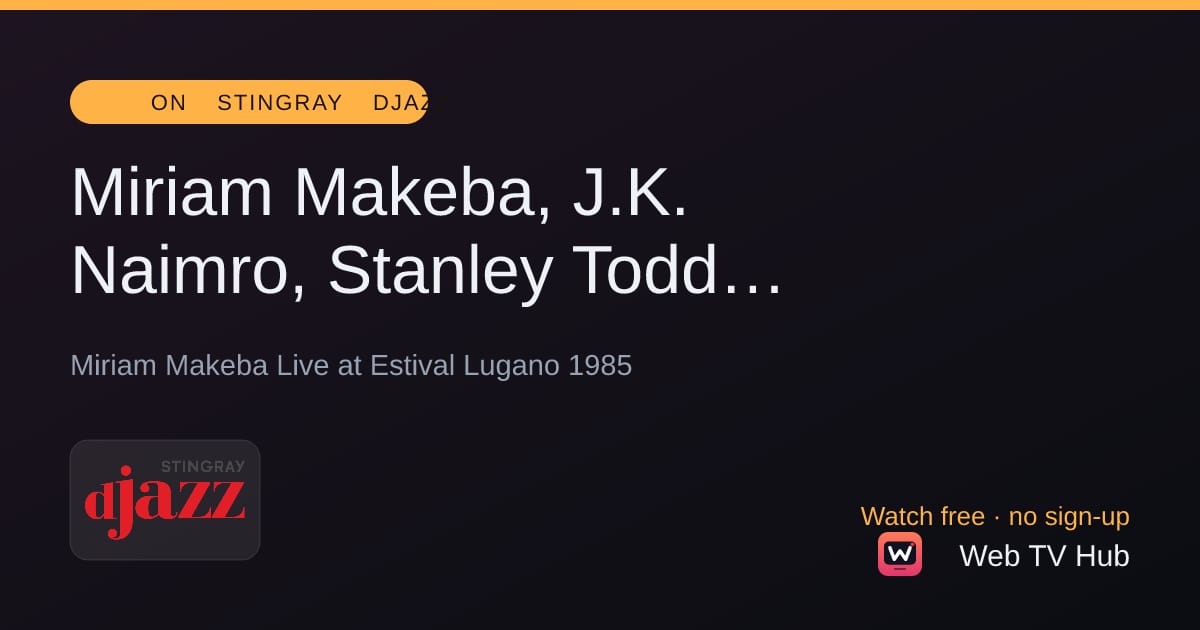 ON STINGRAY DJAZ
Miriam Makeba, J.K.
Naimro, Stanley Todd…
Miriam Makeba Live at Estival Lugano 1985
STINGRAY
djazz
Watch free · no sign-up
W
Web TV Hub